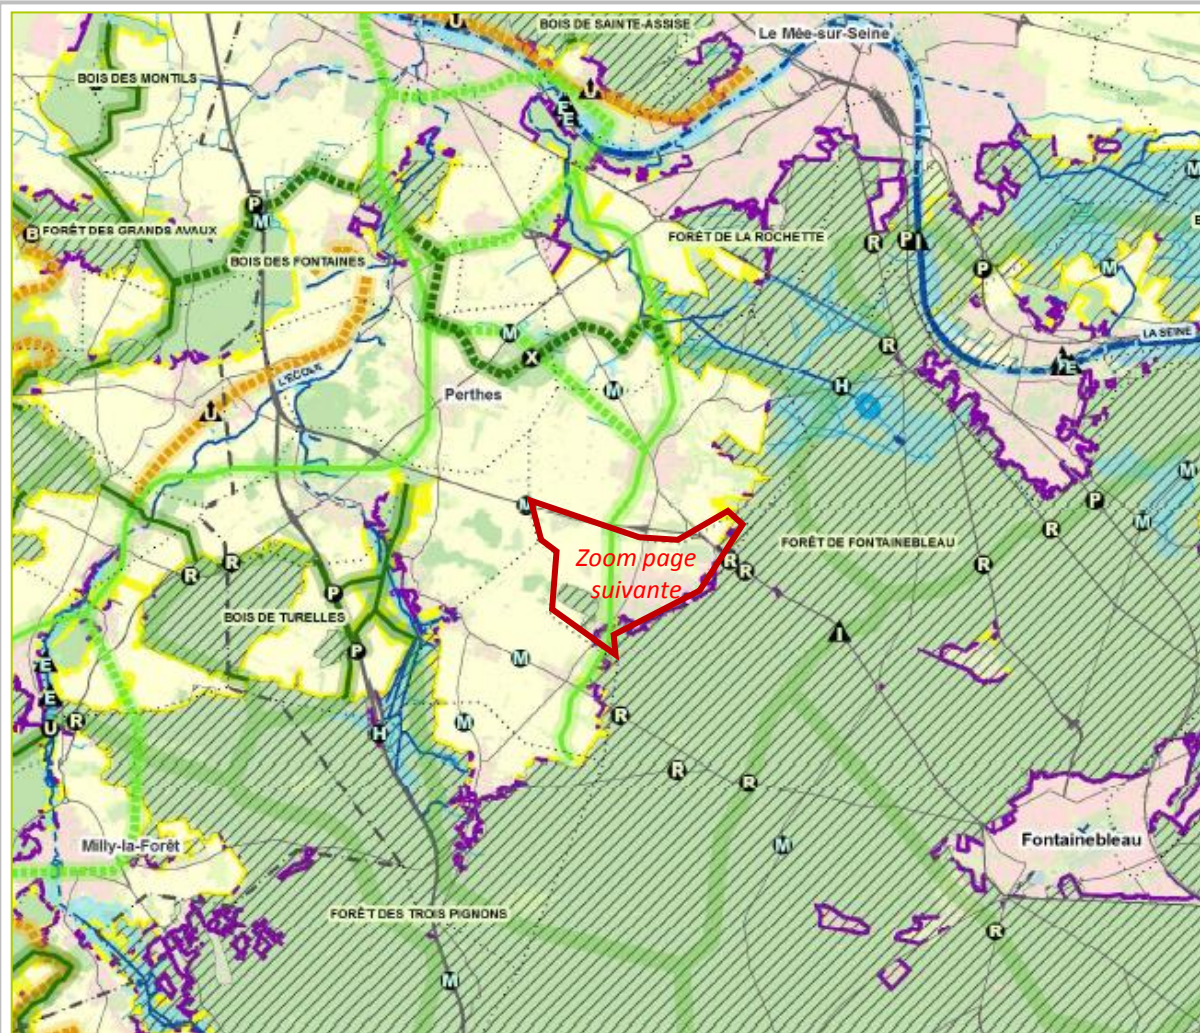 BOIS DE SAINTE-ASSISE
U
Le Mée-sur-Seine
BOIS DES MONTILS
U
E
E
M
P
M
B
FORÊT DES GRANDS AVAUX
FORÊT DE LA ROCHETTE
R
P
I
BOIS DES FONTAINES
P
M
M
R
LA SEINE
X
E
L'ECOLE
U
Perthes
M
H
M
M
P
M
R
FORÊT DE FONTAINEBLEAU
Zoom page
suivante
R
R
R
R
R
P
BOIS DE TURELLES
I
P
M
E
E
U
R
M
H
R
R
R
M
Milly-la-Forêt
Fontainebleau
FORÊT DES TROIS PIGNONS
R
M